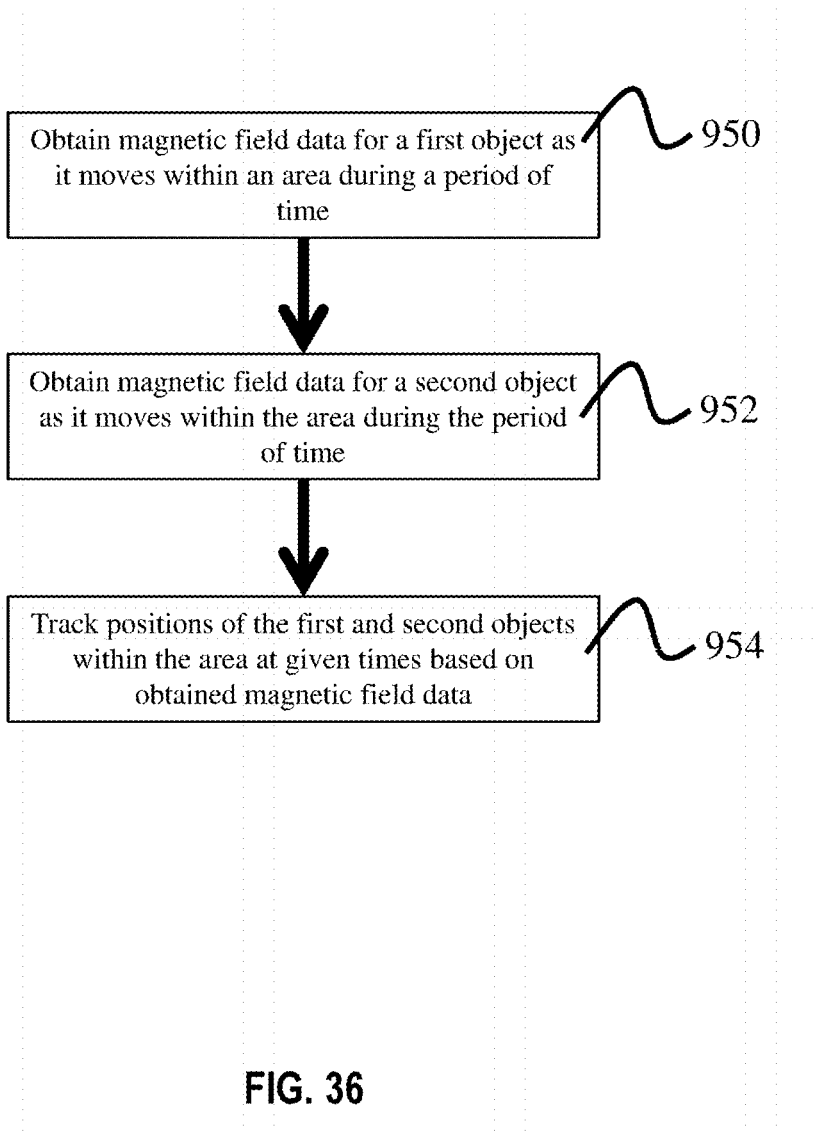 Obtain magnetic field data for a first object as
it moves within an area during a period of
time
950
Obtain magnetic field data for a second object
as it moves within the area during the period
of time
952
Track positions of the first and second objects
within the area at given times based on
obtained magnetic field data
954
FIG. 36